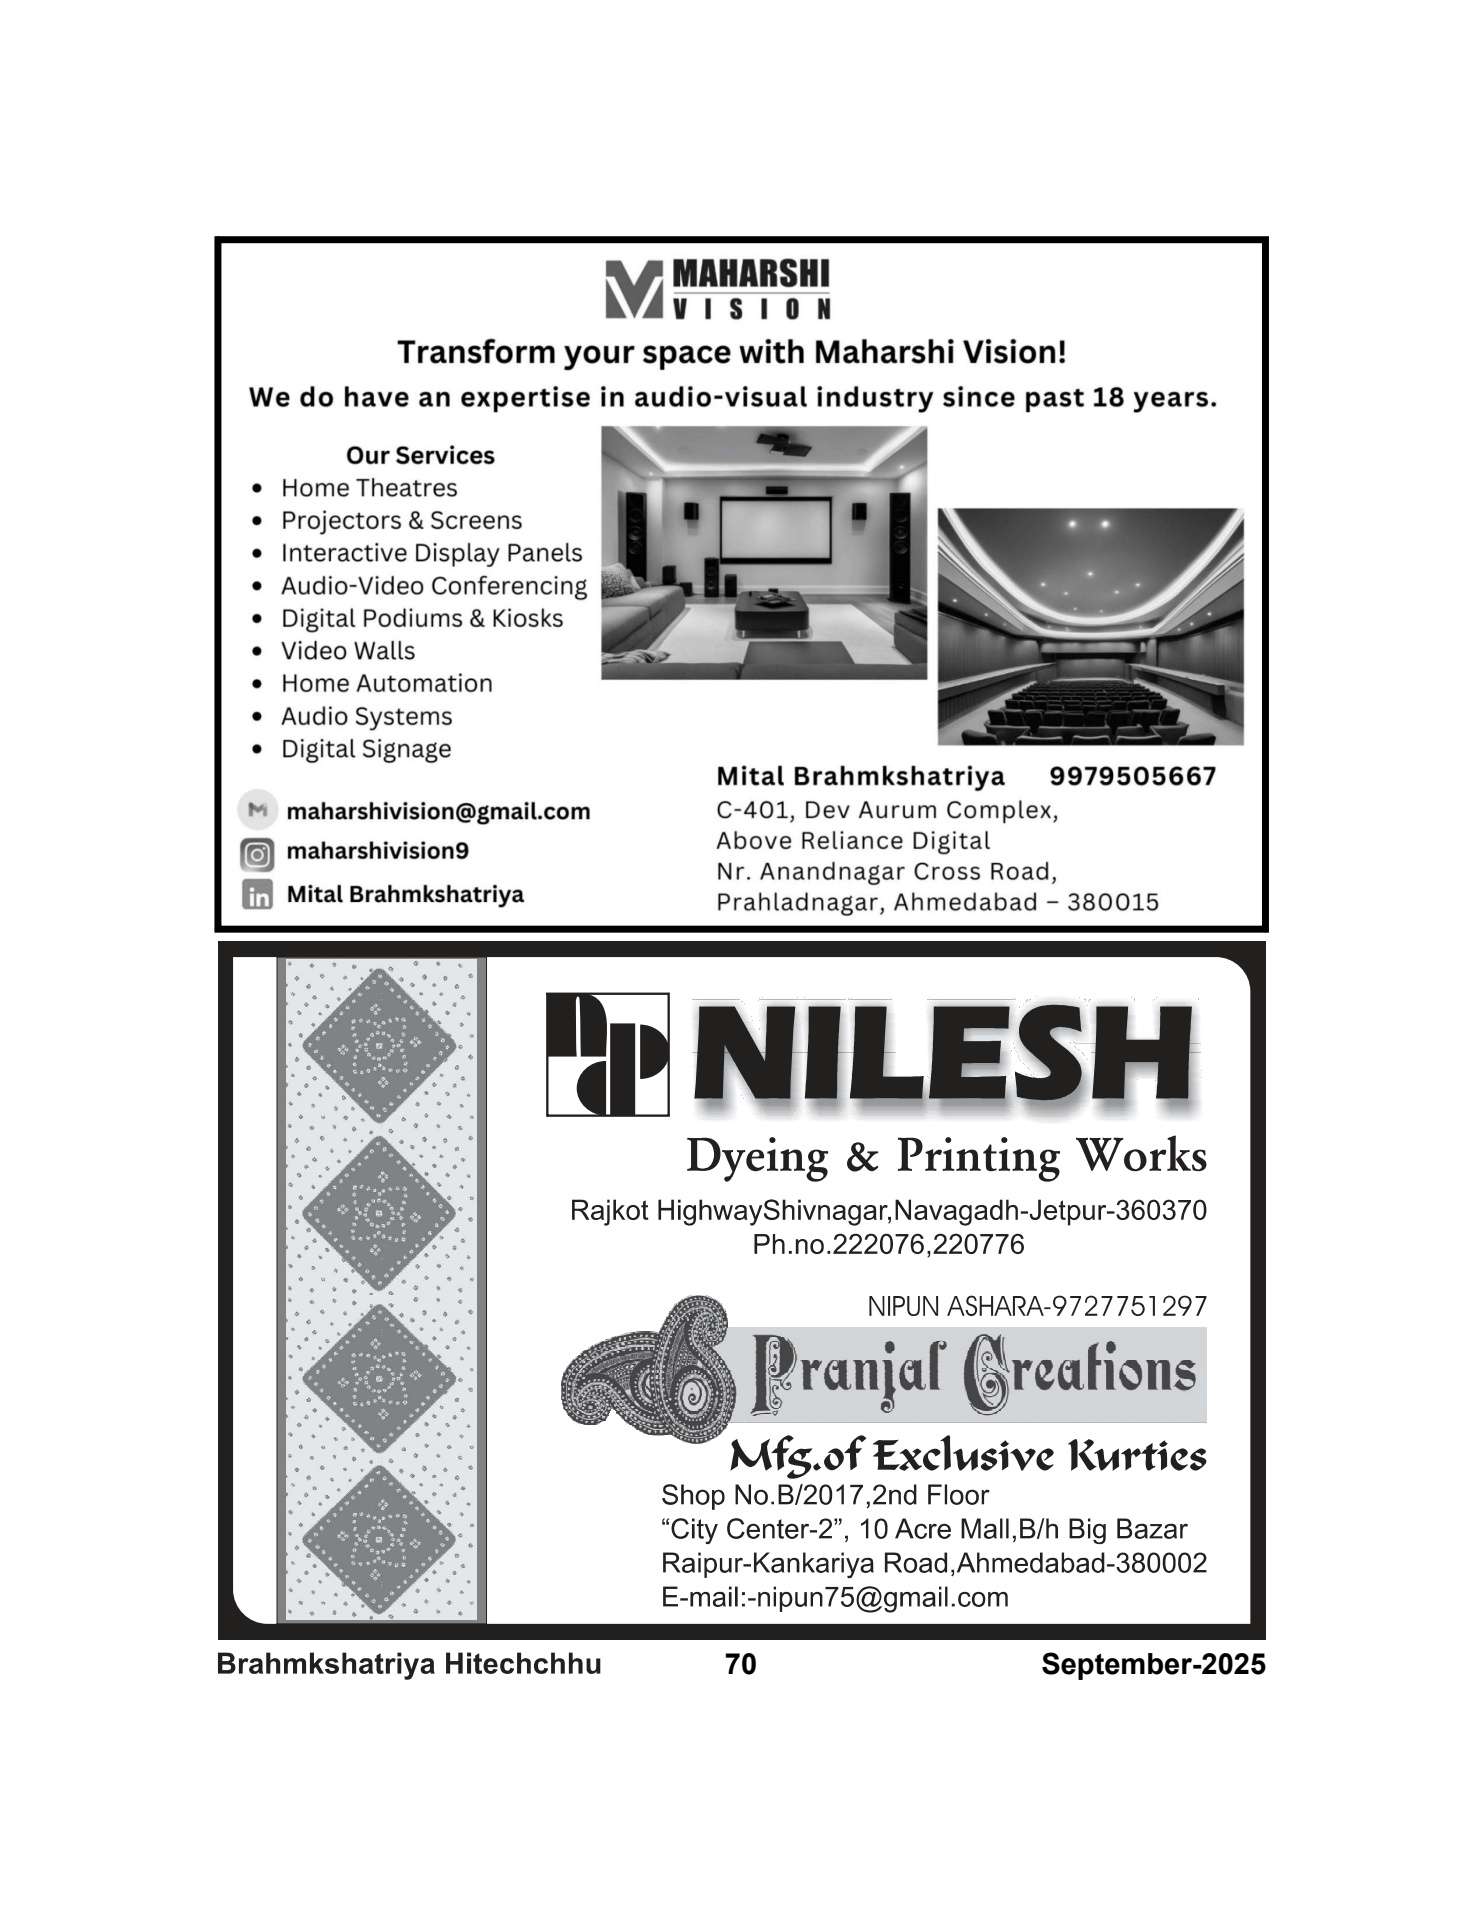 MAHARSHI
VISION
Transform your space with Maharshi Vision!
We do have an expertise in audio-visual industry since past 18 years.
Our Services
• Home Theatres
• Projectors & Screens
• Interactive Display Panels
• Audio-Video Conferencing
• Digital Podiums & Kiosks
• Video Walls
• Home Automation
• Audio Systems
• Digital Signage
maharshivision@gmail.com
maharshivision9
in Mital Brahmkshatriya
Mital Brahmkshatriya 9979505667
C-401, Dev Aurum Complex,
Above Reliance Digital
Nr. Anandnagar Cross Road,
Prahladnagar, Ahmedabad – 380015
ndp NILESH
Dyeing & Printing Works
Rajkot HighwayShivnagar,Navagadh-Jetpur-360370
Ph.no.222076,220776
NIPUN ASHARA-9727751297
Pranjal Creations
Mfg.of Exclusive Kurties
Shop No.B/2017,2nd Floor
“City Center-2”, 10 Acre Mall,B/h Big Bazar
Raipur-Kankariya Road,Ahmedabad-380002
E-mail:-nipun75@gmail.com
Brahmkshatriya Hitechchhu 70 September-2025